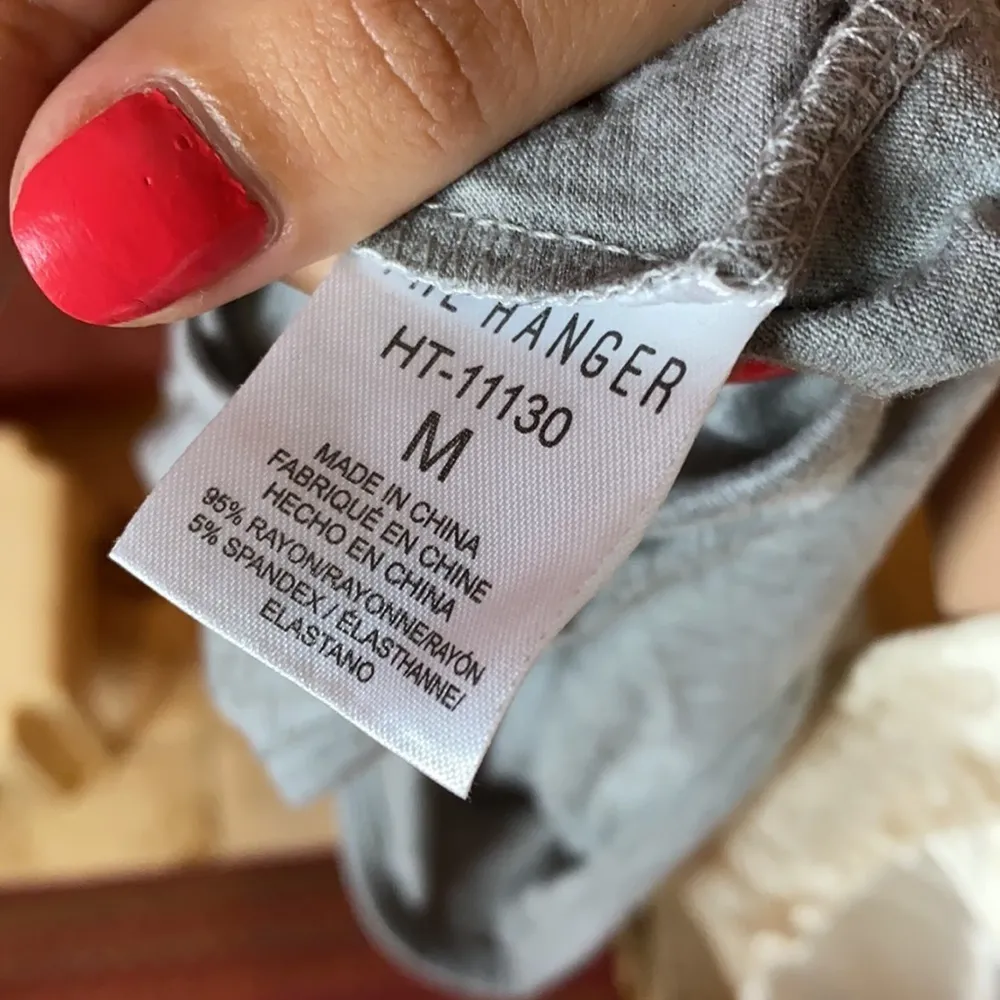 HANGER
HT-11130
M
MADE IN CHINA
FABRIQUÉ EN CHINE
HECHO EN CHINA
95% RAYON/RAYONNE/RAYÓN
5% SPANDEX / ÉLASTHANNE/
ELASTANO